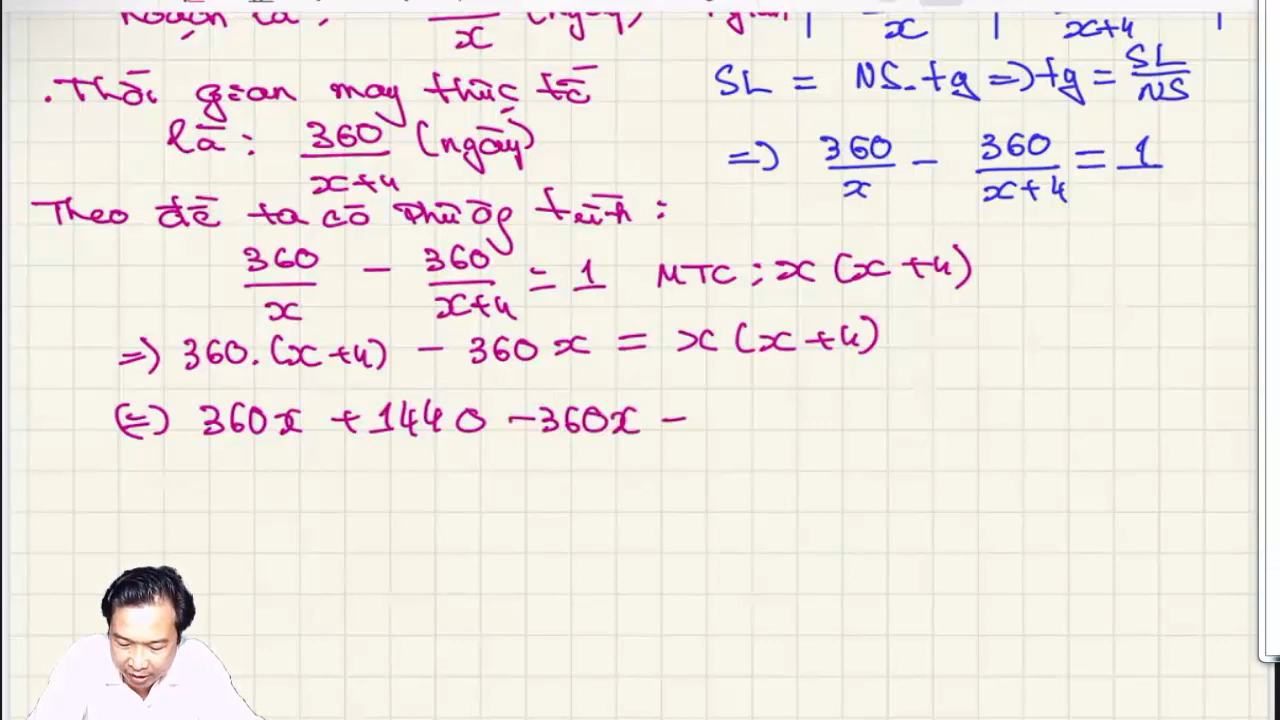 x
.Thời gian may thực tế
là : 360/(x+4) (ngày)
Theo đề ta có phương trình :
360/x - 360/(x+4) = 1 MTC : x (x+4)
=) 360.(x+4) - 360x = x (x+4)
(=) 360x + 1440 - 360x -
x x+4
SL = NS.tg =) tg = SL/NS
=) 360/x - 360/(x+4) = 1